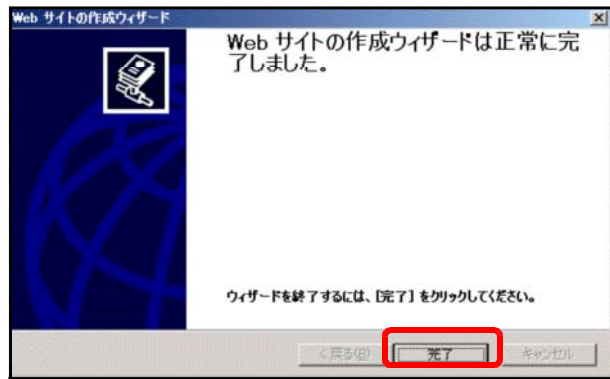 Web サイトの作成ウィザード
Web サイトの作成ウィザードは正常に完
了しました。
ウィザードを終了するには、[完了] をクリックしてください。
< 戻る(B)
完了
キャンセル